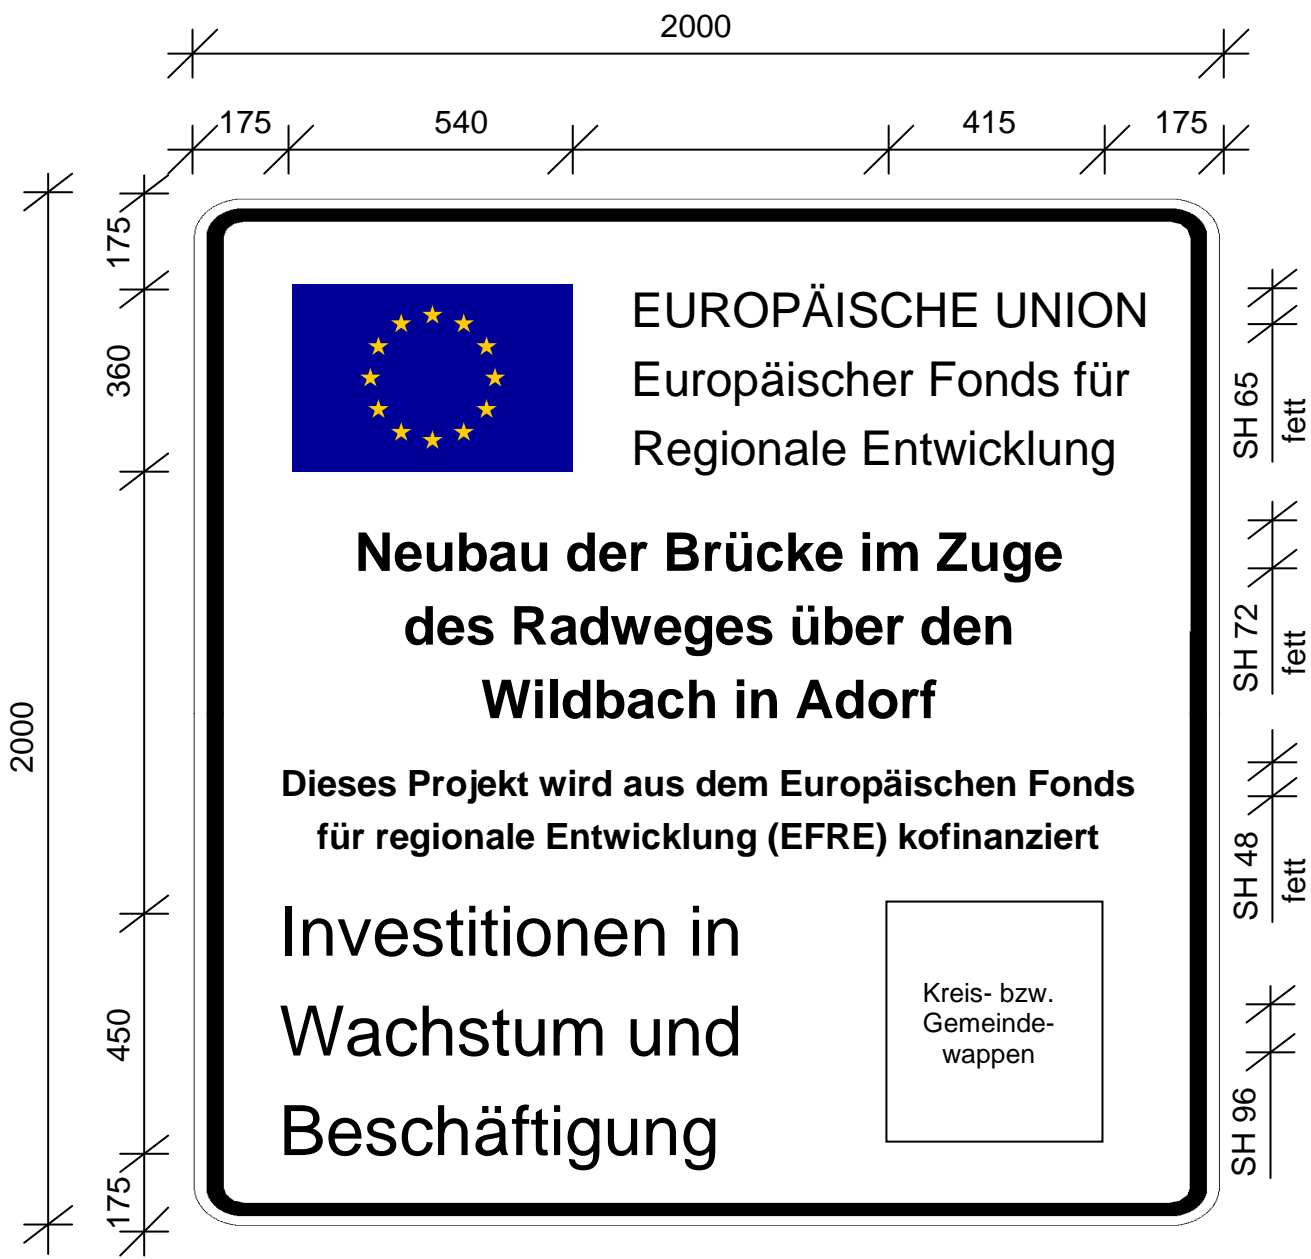 2000
175 540 415 175
175
360
2000
450
175
EUROPÄISCHE UNION
Europäischer Fonds für
Regionale Entwicklung
SH 65
fett
Neubau der Brücke im Zuge
des Radweges über den
Wildbach in Adorf
SH 72
fett
Dieses Projekt wird aus dem Europäischen Fonds
für regionale Entwicklung (EFRE) kofinanziert
SH 48
fett
Investitionen in
Wachstum und
Beschäftigung
Kreis- bzw.
Gemeinde-
wappen
SH 96